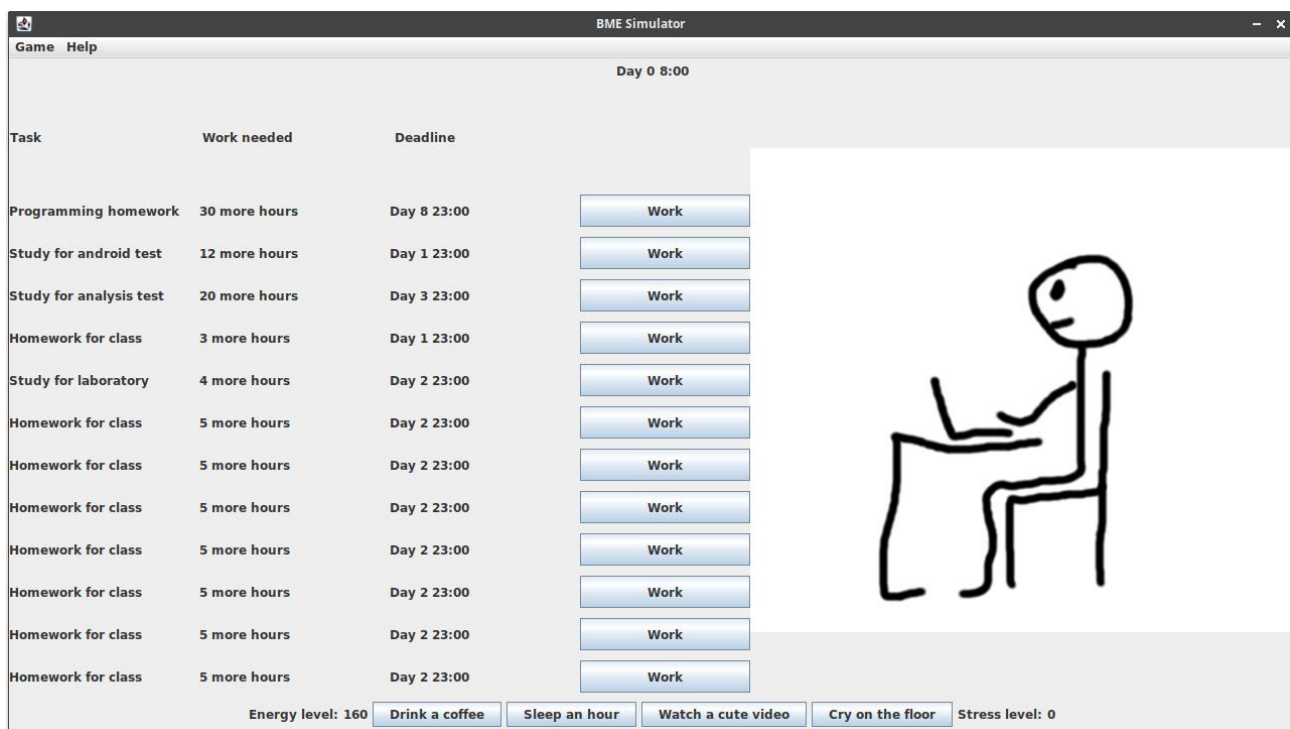 BME Simulator
Game Help
Day 0 8:00
Task Work needed Deadline
Programming homework 30 more hours Day 8 23:00 Work
Study for android test 12 more hours Day 1 23:00 Work
Study for analysis test 20 more hours Day 3 23:00 Work
Homework for class 3 more hours Day 1 23:00 Work
Study for laboratory 4 more hours Day 2 23:00 Work
Homework for class 5 more hours Day 2 23:00 Work
Homework for class 5 more hours Day 2 23:00 Work
Homework for class 5 more hours Day 2 23:00 Work
Homework for class 5 more hours Day 2 23:00 Work
Homework for class 5 more hours Day 2 23:00 Work
Homework for class 5 more hours Day 2 23:00 Work
Homework for class 5 more hours Day 2 23:00 Work
Energy level: 160 Drink a coffee Sleep an hour Watch a cute video Cry on the floor Stress level: 0